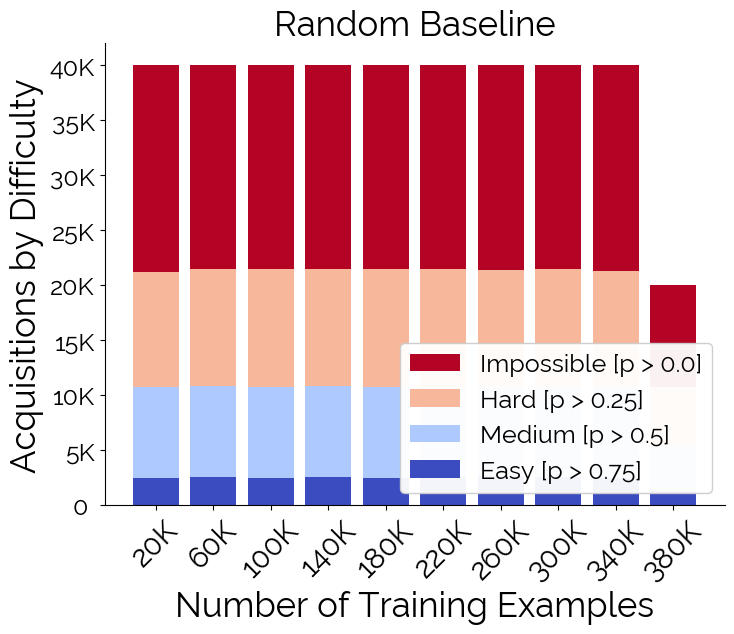 Random Baseline
Acquisitions by Difficulty
40K
35K
30K
25K
20K
15K
10K
5K
0
Impossible [p > 0.0]
Hard [p > 0.25]
Medium [p > 0.5]
Easy [p > 0.75]
20K
60K
100K
140K
180K
220K
260K
300K
340K
380K
Number of Training Examples